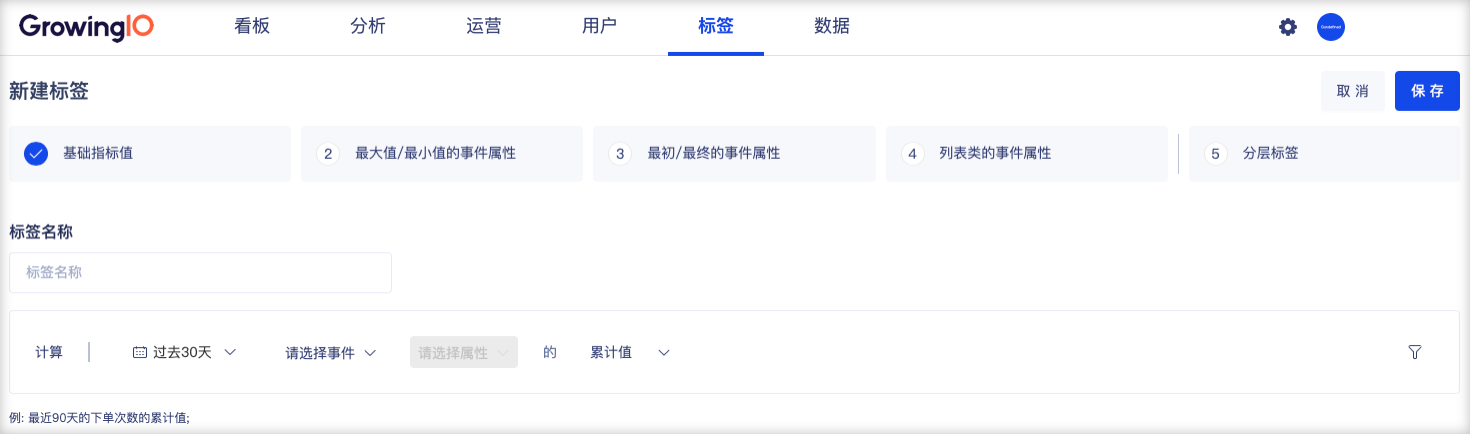 GrowingIO 看板 分析 运营 用户 标签 数据
新建标签 取消 保存
基础指标值 2 最大值/最小值的事件属性 3 最初/最终的事件属性 4 列表类的事件属性 5 分层标签
标签名称
标签名称
计算 过去30天 请选择事件 请选择属性 的 累计值
例: 最近90天的下单次数的累计值;